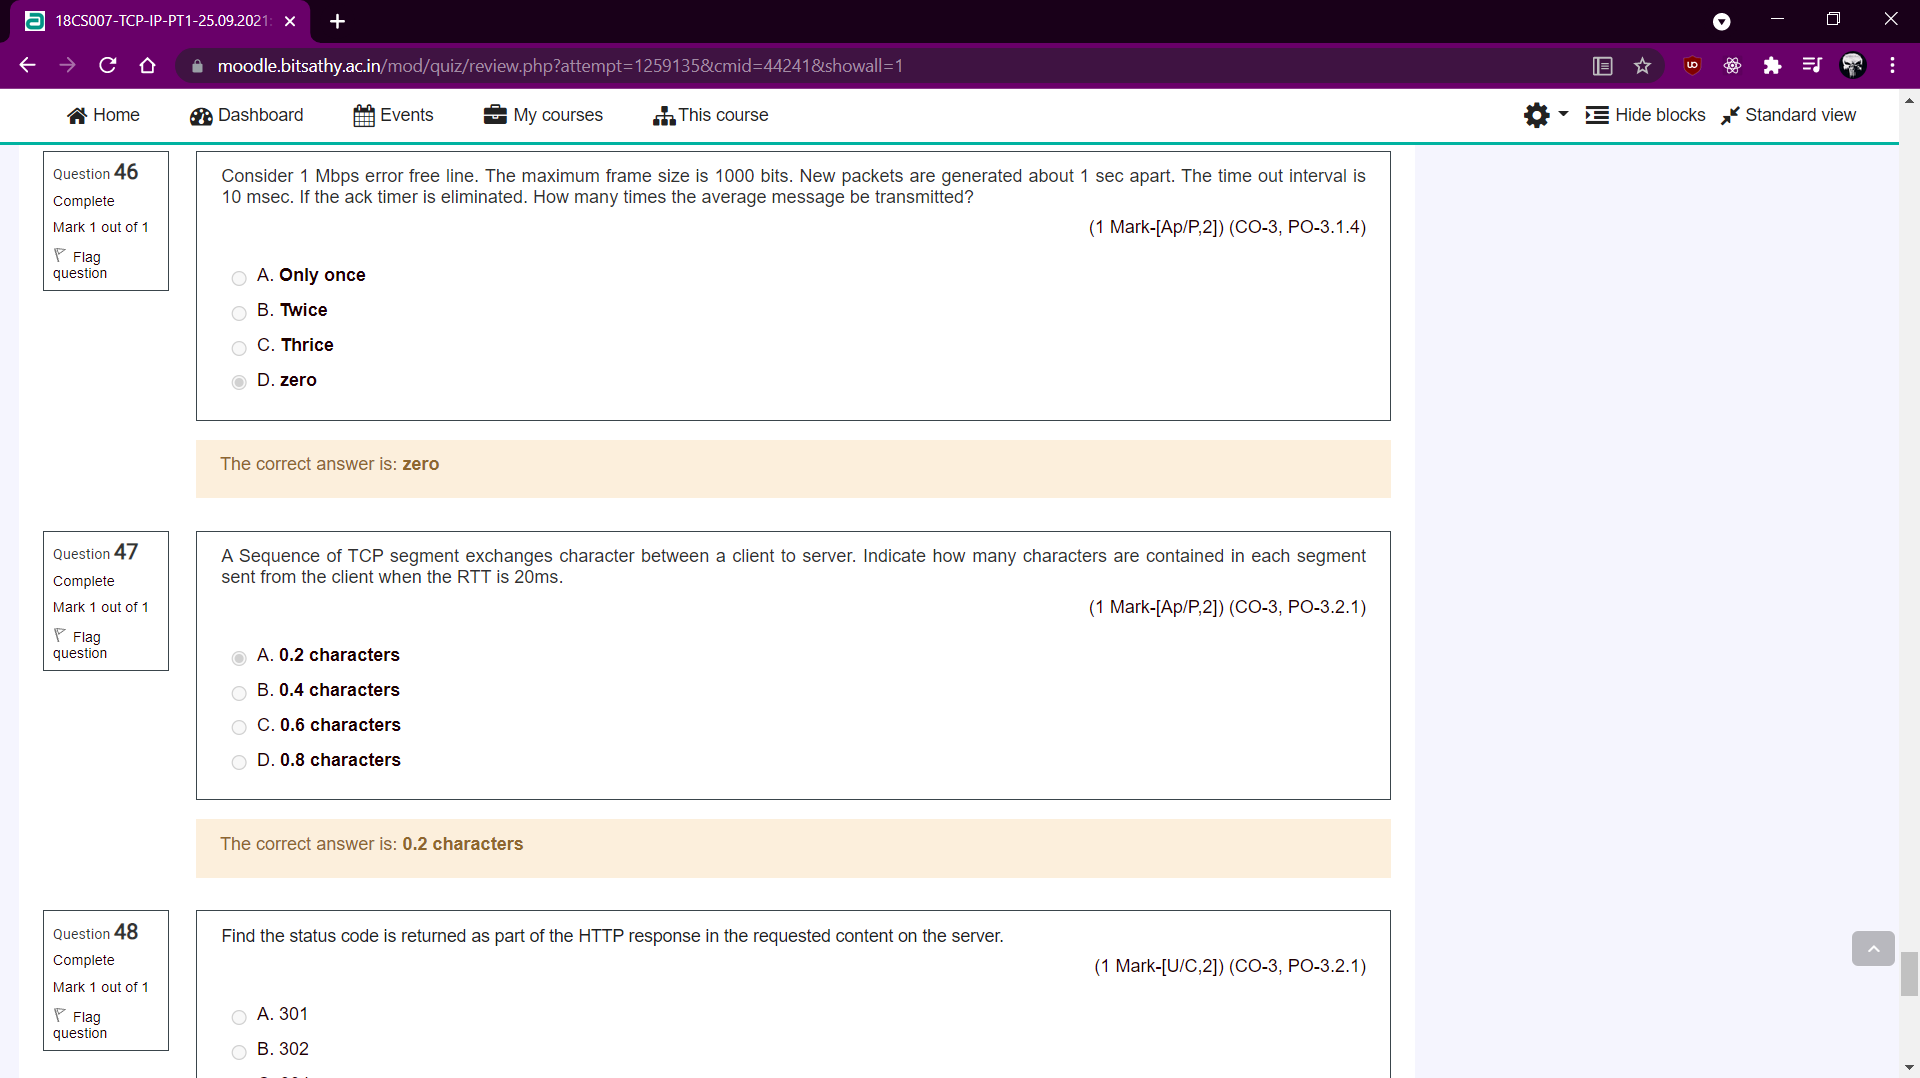 18CS007-TCP-IP-PT1-25.09.2021
moodle.bitsathy.ac.in/mod/quiz/review.php?attempt=1259135&cmid=44241&showall=1
Home Dashboard Events My courses This course Hide blocks Standard view
Question 46
Complete
Mark 1 out of 1
Flag question
Consider 1 Mbps error free line. The maximum frame size is 1000 bits. New packets are generated about 1 sec apart. The time out interval is
10 msec. If the ack timer is eliminated. How many times the average message be transmitted?
(1 Mark-[Ap/P,2]) (CO-3, PO-3.1.4)
A. Only once
B. Twice
C. Thrice
D. zero
The correct answer is: zero
Question 47
Complete
Mark 1 out of 1
Flag question
A Sequence of TCP segment exchanges character between a client to server. Indicate how many characters are contained in each segment
sent from the client when the RTT is 20ms.
(1 Mark-[Ap/P,2]) (CO-3, PO-3.2.1)
A. 0.2 characters
B. 0.4 characters
C. 0.6 characters
D. 0.8 characters
The correct answer is: 0.2 characters
Question 48
Complete
Mark 1 out of 1
Flag question
Find the status code is returned as part of the HTTP response in the requested content on the server.
(1 Mark-[U/C,2]) (CO-3, PO-3.2.1)
A. 301
B. 302